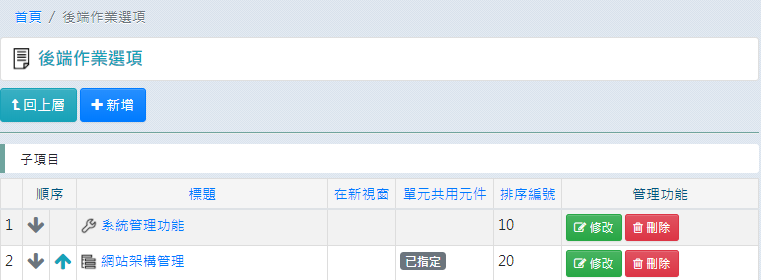 首頁 / 後端作業選項
後端作業選項
回上層 新增
子項目
順序 標題 在新視窗 單元共用元件 排序編號 管理功能
1 系統管理功能 10 修改 刪除
2 網站架構管理 已指定 20 修改 刪除